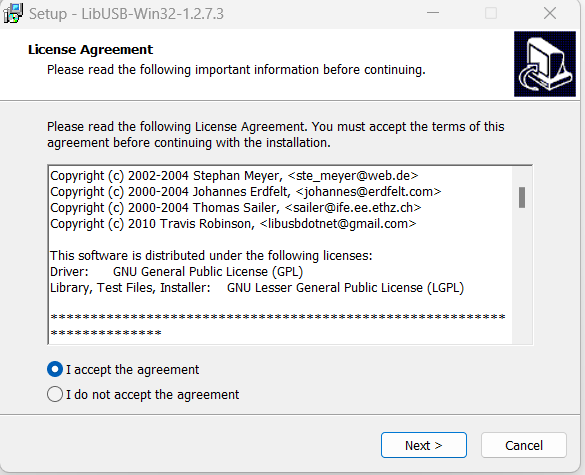 Setup - LibUSB-Win32-1.2.7.3
License Agreement
Please read the following important information before continuing.
Please read the following License Agreement. You must accept the terms of this
agreement before continuing with the installation.
Copyright (c) 2002-2004 Stephan Meyer, <ste_meyer@web.de>
Copyright (c) 2000-2004 Johannes Erdfelt, <johannes@erdfelt.com>
Copyright (c) 2000-2004 Thomas Sailer, <sailer@ife.ee.ethz.ch>
Copyright (c) 2010 Travis Robinson, <libusbdotnet@gmail.com>
This software is distributed under the following licenses:
Driver: GNU General Public License (GPL)
Library, Test Files, Installer: GNU Lesser General Public License (LGPL)
*********************************************************
**************
I accept the agreement
I do not accept the agreement
Next >
Cancel